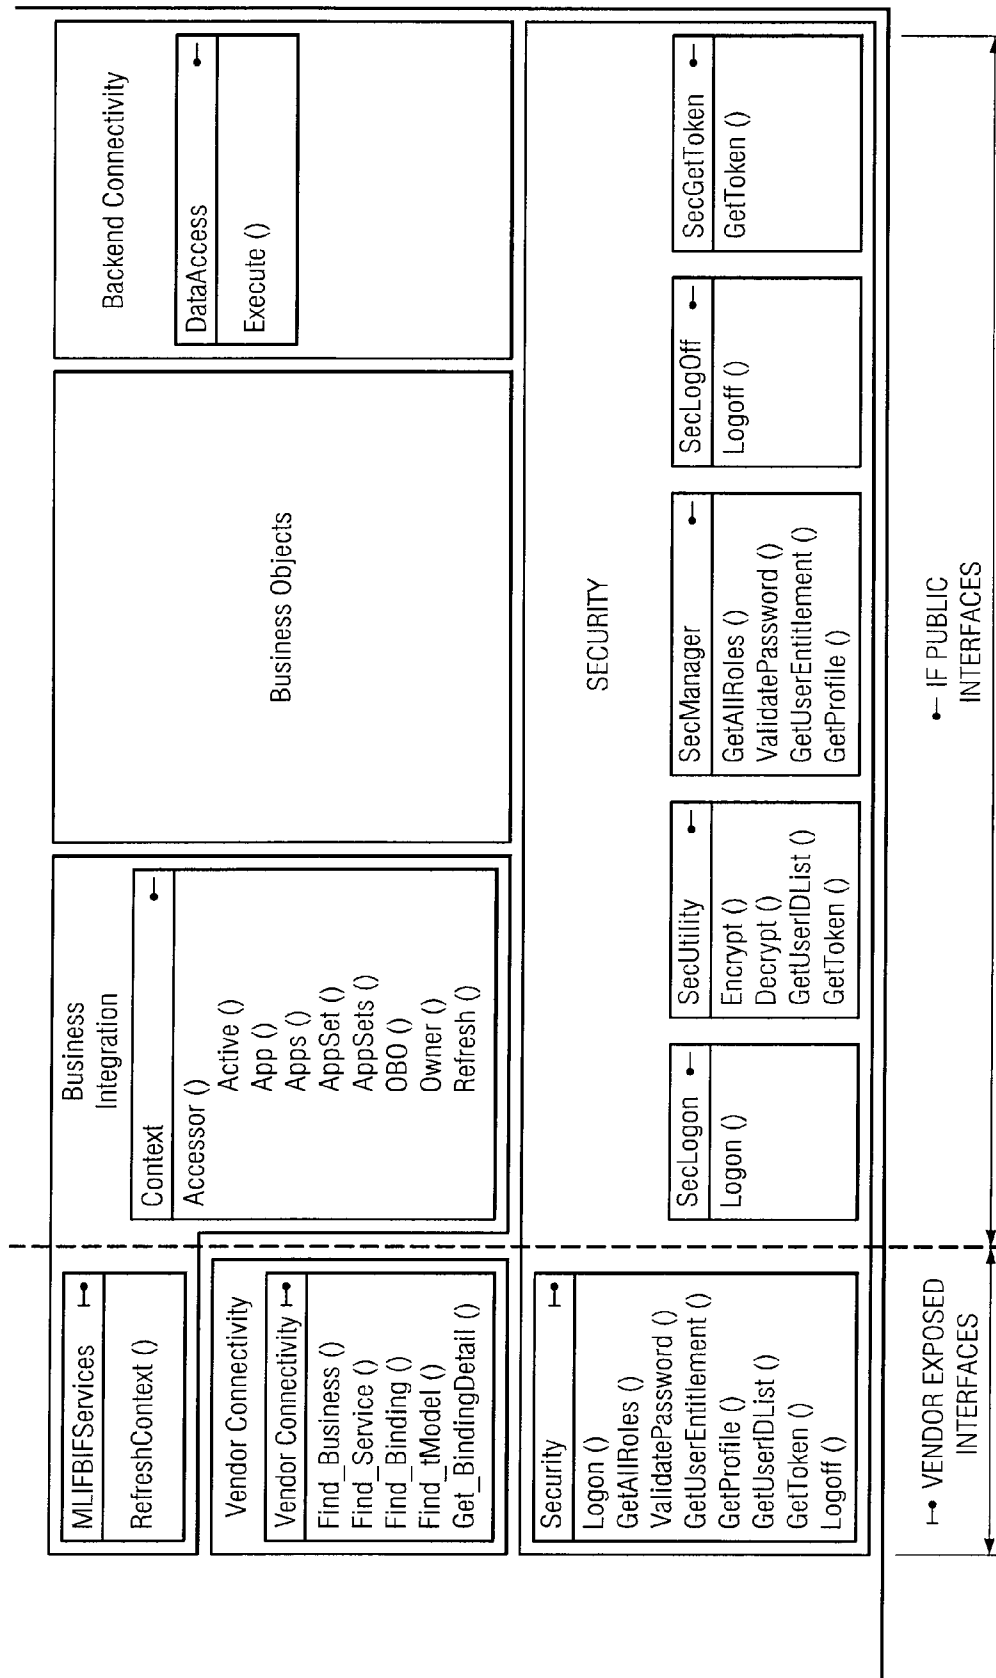 Business
Integration
MLIFBIFServices
RefreshContext ()
Context
Accessor ()
Active ()
App ()
Apps ()
AppSet ()
AppSets ()
OBO ()
Owner ()
Refresh ()
Vendor Connectivity
Vendor Connectivity
Find_Business ()
Find_Service ()
Find_Binding ()
Find_tModel ()
Get_BindingDetail ()
Business Objects
Backend Connectivity
DataAccess
Execute ()
SECURITY
Security
Logon ()
GetAllRoles ()
ValidatePassword ()
GetUserEntitlement ()
GetProfile ()
GetUserIDList ()
GetToken ()
Logoff ()
SecLogon
Logon ()
SecUtility
Encrypt ()
Decrypt ()
GetUserIDList ()
GetToken ()
SecManager
GetAllRoles ()
ValidatePassword ()
GetUserEntitlement ()
GetProfile ()
SecLogOff
Logoff ()
SecGetToken
GetToken ()
VENDOR EXPOSED
INTERFACES
IF PUBLIC
INTERFACES